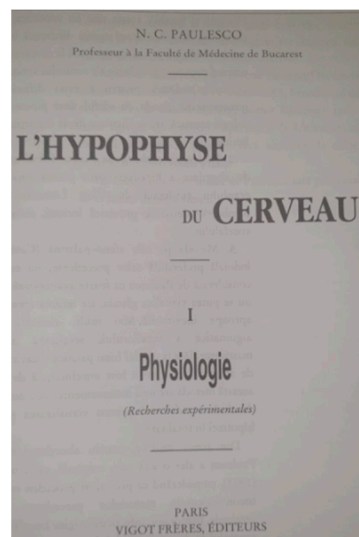 N. C. PAULESCO
Professeur à la Faculté de Médecine de Bucarest
L'HYPOPHYSE
DU CERVEAU
I
Physiologie
(Recherches expérimentales)
PARIS
VIGOT FRÈRES, ÉDITEURS